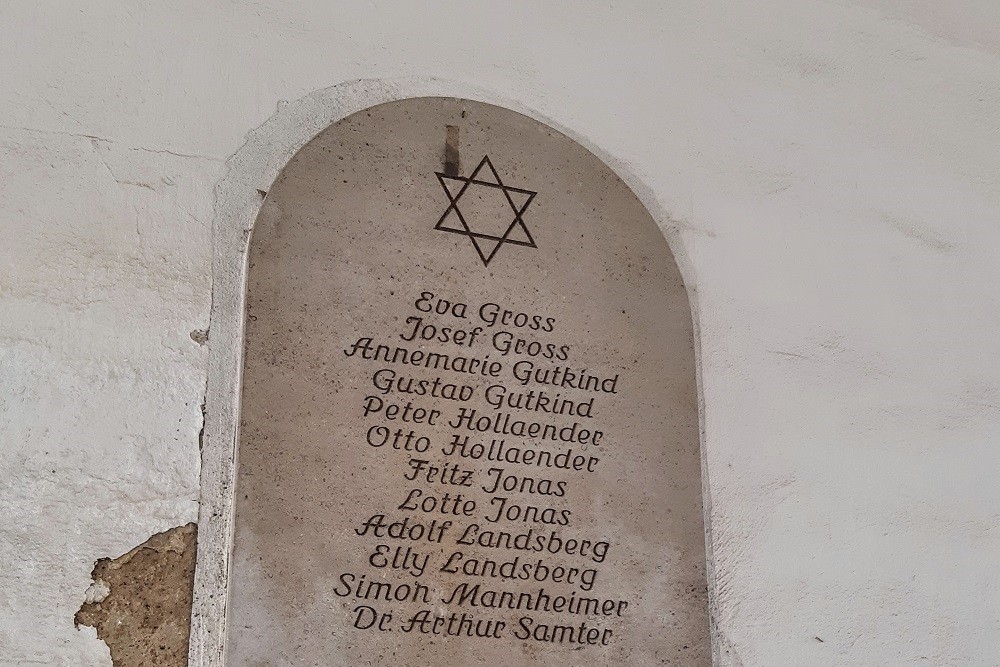 Eva Gross
Josef Gross
Annemarie Gutkind
Gustav Gutkind
Peter Hollaender
Otto Hollaender
Fritz Jonas
Lotte Jonas
Adolf Landsberg
Elly Landsberg
Simon Mannheimer
Dr. Arthur Samter